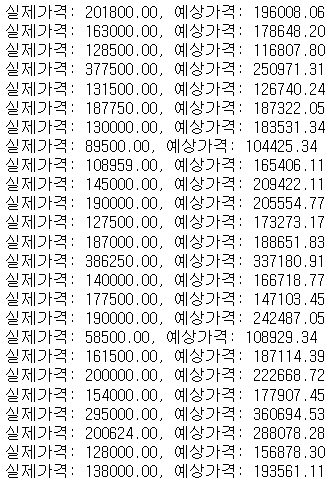 실제가격: 201800.00, 예상가격: 196008.06
실제가격: 163000.00, 예상가격: 178648.20
실제가격: 128500.00, 예상가격: 116807.80
실제가격: 377500.00, 예상가격: 250971.31
실제가격: 131500.00, 예상가격: 126740.24
실제가격: 187750.00, 예상가격: 187322.05
실제가격: 130000.00, 예상가격: 183531.34
실제가격: 89500.00, 예상가격: 104425.34
실제가격: 108959.00, 예상가격: 165406.11
실제가격: 145000.00, 예상가격: 209422.11
실제가격: 190000.00, 예상가격: 205554.77
실제가격: 127500.00, 예상가격: 173273.17
실제가격: 187000.00, 예상가격: 188651.83
실제가격: 386250.00, 예상가격: 337180.91
실제가격: 140000.00, 예상가격: 166718.77
실제가격: 177500.00, 예상가격: 147103.45
실제가격: 190000.00, 예상가격: 242487.05
실제가격: 58500.00, 예상가격: 108929.34
실제가격: 161500.00, 예상가격: 187114.39
실제가격: 200000.00, 예상가격: 222668.72
실제가격: 154000.00, 예상가격: 177907.45
실제가격: 295000.00, 예상가격: 360694.53
실제가격: 200624.00, 예상가격: 288078.28
실제가격: 128000.00, 예상가격: 156878.30
실제가격: 138000.00, 예상가격: 193561.11